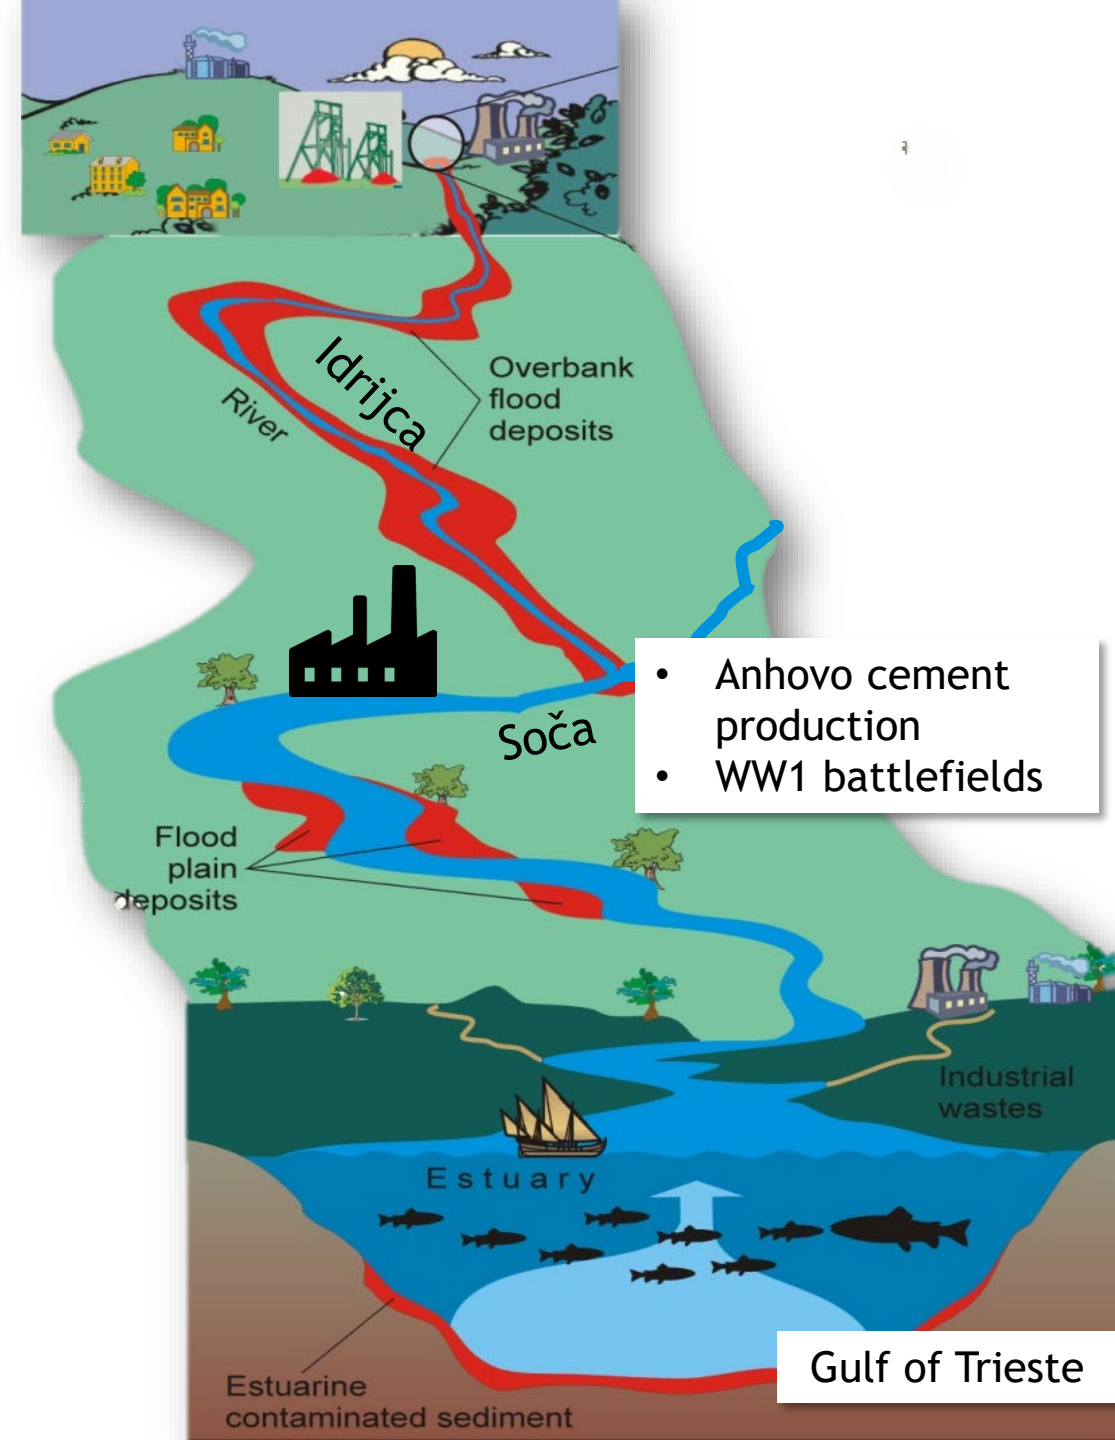 Idrijca
River
Overbank
flood
deposits
Soča
• Anhovo cement
production
• WW1 battlefields
Flood
plain
deposits
Industrial
wastes
Estuary
Gulf of Trieste
Estuarine
contaminated sediment